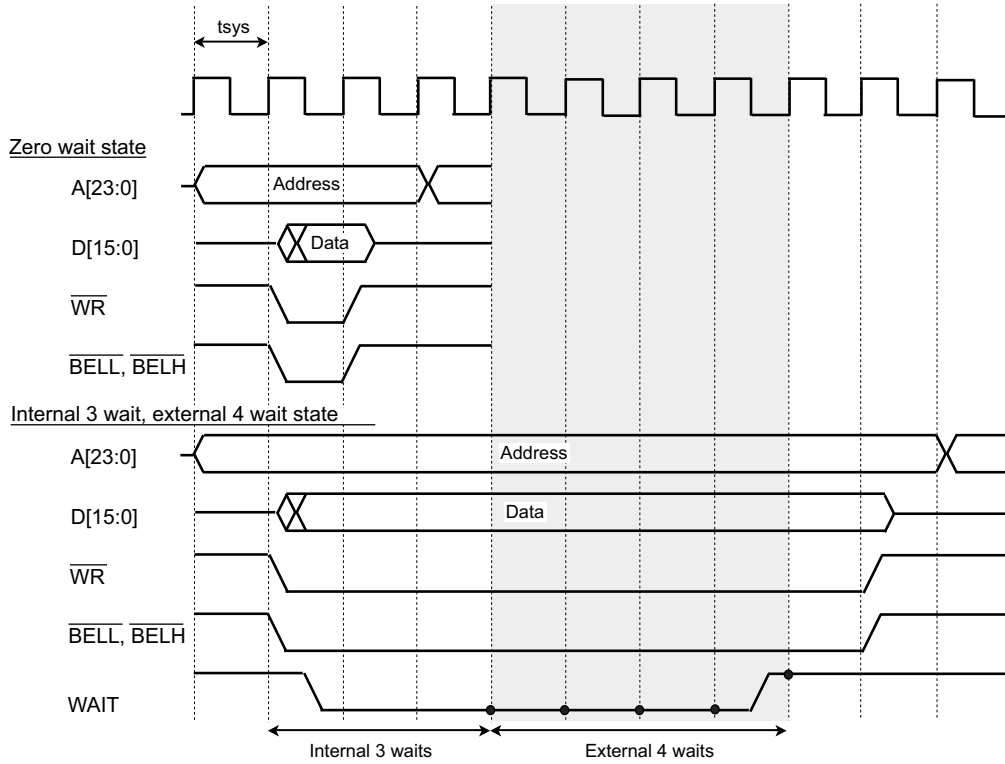 tsys
Zero wait state
A[23:0]
Address
D[15:0]
Data
WR
BELL, BELH
Internal 3 wait, external 4 wait state
A[23:0]
Address
D[15:0]
Data
WR
BELL, BELH
WAIT
Internal 3 waits
External 4 waits